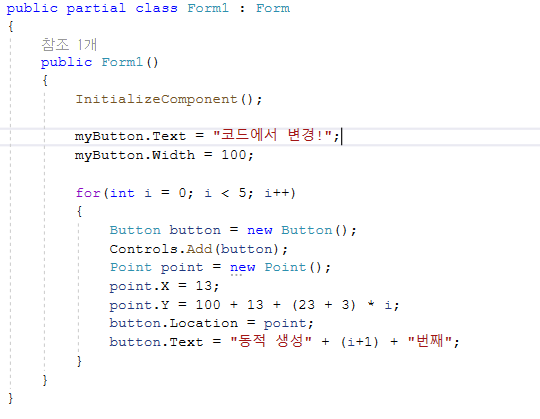 public partial class Form1 : Form
{
참조 1개
public Form1()
{
InitializeComponent();
myButton.Text = "코드에서 변경!";
myButton.Width = 100;
for(int i = 0; i < 5; i++)
{
Button button = new Button();
Controls.Add(button);
Point point = new Point();
point.X = 13;
point.Y = 100 + 13 + (23 + 3) * i;
button.Location = point;
button.Text = "동적 생성" + (i+1) + "번째";
}
}
}